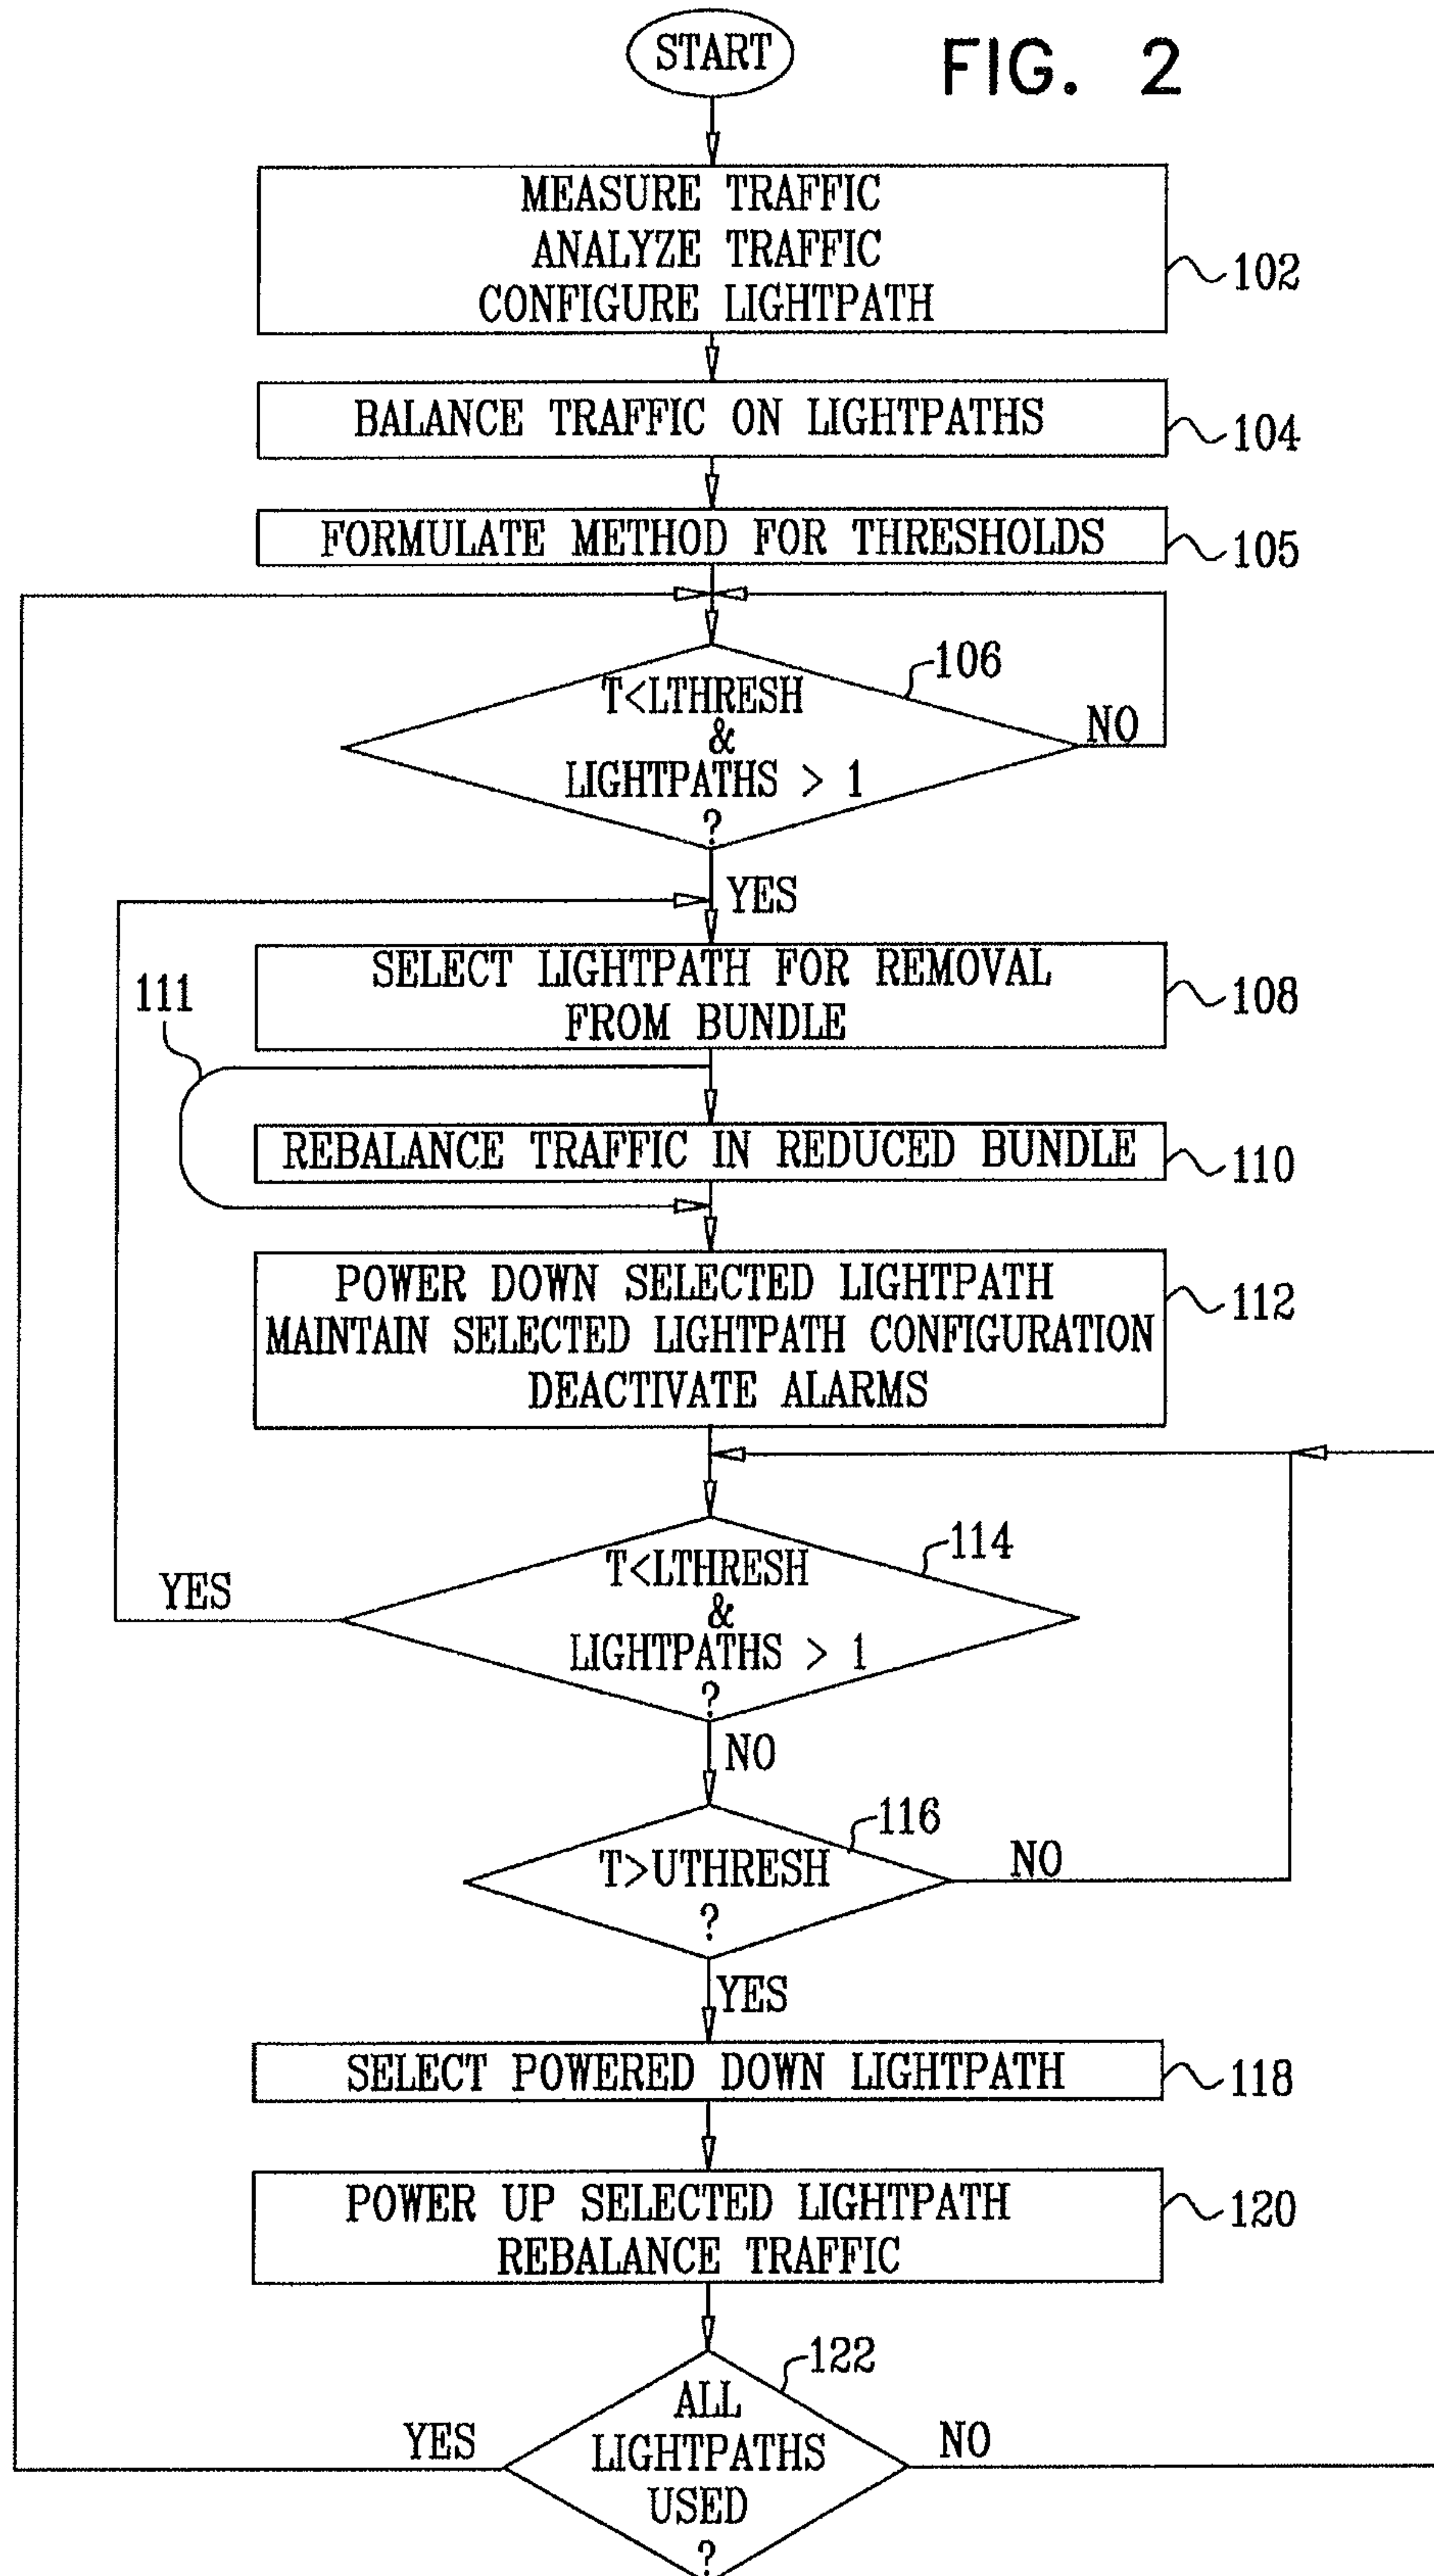 START
FIG. 2
MEASURE TRAFFIC
ANALYZE TRAFFIC
CONFIGURE LIGHTPATH
102
BALANCE TRAFFIC ON LIGHTPATHS
104
FORMULATE METHOD FOR THRESHOLDS
105
106
T<LTHRESH
&
LIGHTPATHS > 1
?
NO
YES
SELECT LIGHTPATH FOR REMOVAL
FROM BUNDLE
108
111
REBALANCE TRAFFIC IN REDUCED BUNDLE
110
POWER DOWN SELECTED LIGHTPATH
MAINTAIN SELECTED LIGHTPATH CONFIGURATION
DEACTIVATE ALARMS
112
114
T<LTHRESH
&
LIGHTPATHS > 1
?
YES
NO
116
T>UTHRESH
?
NO
YES
SELECT POWERED DOWN LIGHTPATH
118
POWER UP SELECTED LIGHTPATH
REBALANCE TRAFFIC
120
122
ALL
LIGHTPATHS
USED
?
YES
NO